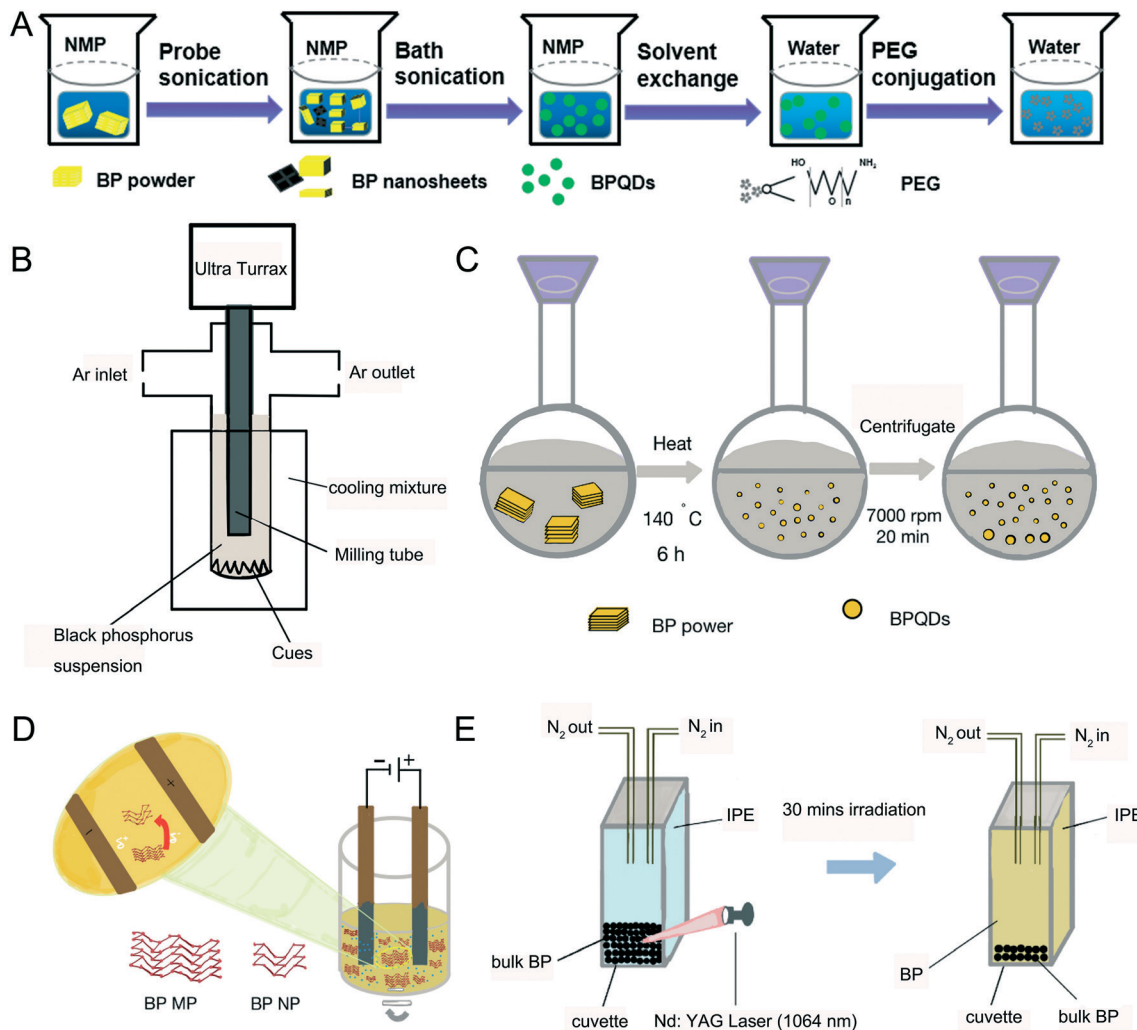 A
NMP
Probe
sonication
NMP
Bath
sonication
NMP
Solvent
exchange
Water
PEG
conjugation
Water
BP powder
BP nanosheets
BPQDs
HO
NH2
O
n
PEG
B
Ultra Turrax
Ar inlet
Ar outlet
cooling mixture
Milling tube
Black phosphorus
suspension
Cues
C
Heat
140 °C
6 h
Centrifugate
7000 rpm
20 min
BP power
BPQDs
D
+
-
δ+
δ-
- +
BP MP
BP NP
E
N2 out
N2 in
IPE
bulk BP
cuvette
Nd: YAG Laser (1064 nm)
30 mins irradiation
N2 out
N2 in
IPE
BP
cuvette
bulk BP